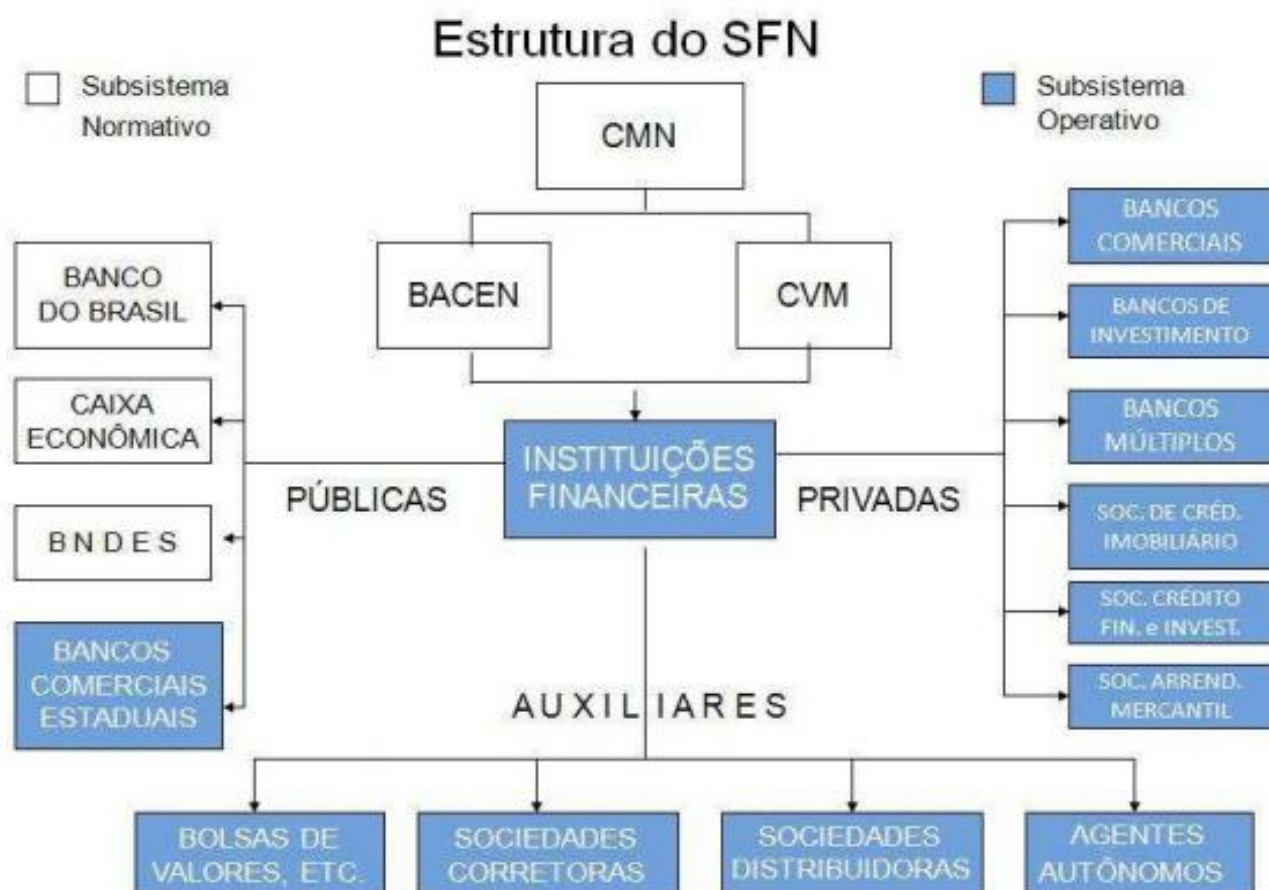 Estrutura do SFN
Subsistema
Normativo
Subsistema
Operativo
CMN
BACEN
CVM
BANCO
DO BRASIL
CAIXA
ECONÔMICA
B N D E S
BANCOS
COMERCIAIS
ESTADUAIS
PÚBLICAS
INSTITUIÇÕES
FINANCEIRAS
PRIVADAS
BANCOS
COMERCIAIS
BANCOS DE
INVESTIMENTO
BANCOS
MÚLTIPLOS
SOC. DE CRÉD.
IMOBILIÁRIO
SOC. CRÉDITO
FIN. e INVEST.
SOC. ARREND.
MERCANTIL
A U X I L I A R E S
BOLSAS DE
VALORES, ETC.
SOCIEDADES
CORRETORAS
SOCIEDADES
DISTRIBUIDORAS
AGENTES
AUTÔNOMOS